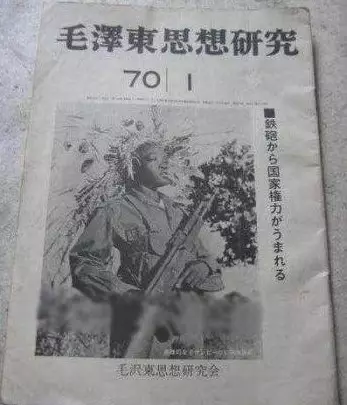 毛澤東思想研究
70 | 1
■鉄砲から国家権力がうまれる
毛沢東思想研究会